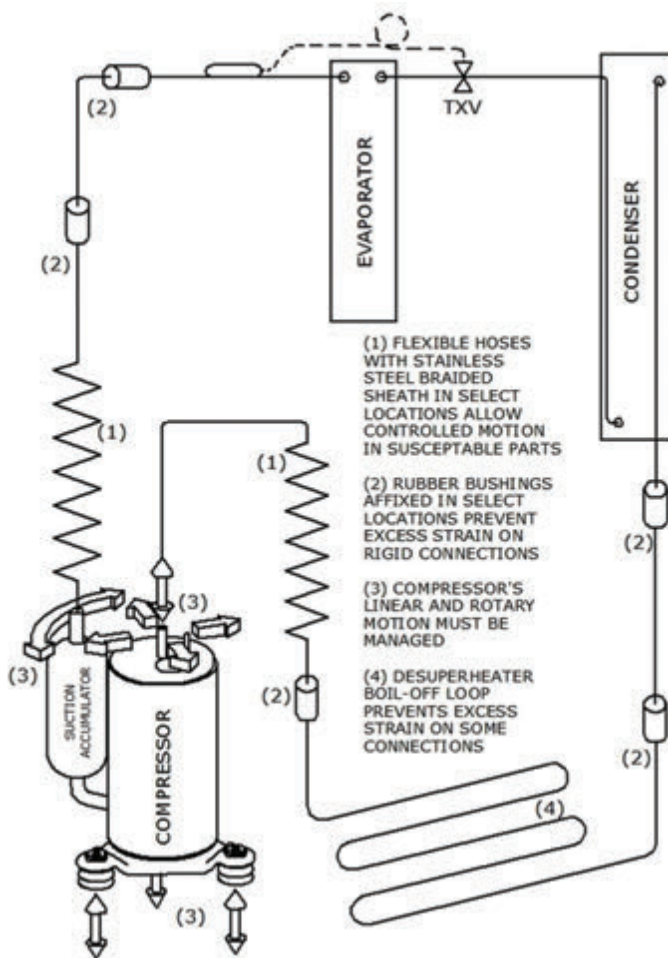 (2)
TXV
EVAPORATOR
CONDENSER
(2)
(1) FLEXIBLE HOSES
WITH STAINLESS
STEEL BRAIDED
SHEATH IN SELECT
LOCATIONS ALLOW
CONTROLLED MOTION
IN SUSCEPTABLE PARTS
(1)
(1)
(2) RUBBER BUSHINGS
AFFIXED IN SELECT
LOCATIONS PREVENT
EXCESS STRAIN ON
RIGID CONNECTIONS
(2)
(3) COMPRESSOR'S
LINEAR AND ROTARY
MOTION MUST BE
MANAGED
(3)
(3)
SUCTION
ACCUMULATOR
COMPRESSOR
(2)
(4) DESUPERHEATER
BOIL-OFF LOOP
PREVENTS EXCESS
STRAIN ON SOME
CONNECTIONS
(2)
(4)
(3)